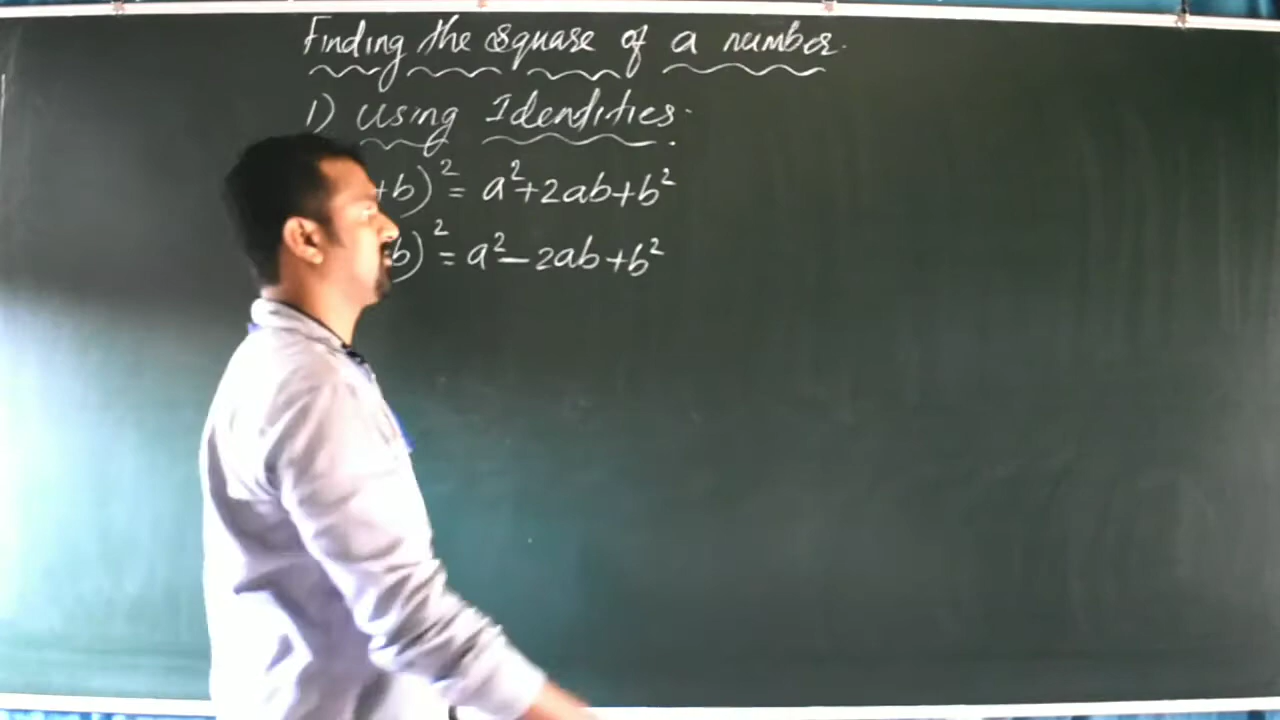 Finding the square of a number.
1) Using Idendities.
+b)² = a²+2ab+b²
b)² = a²-2ab+b²